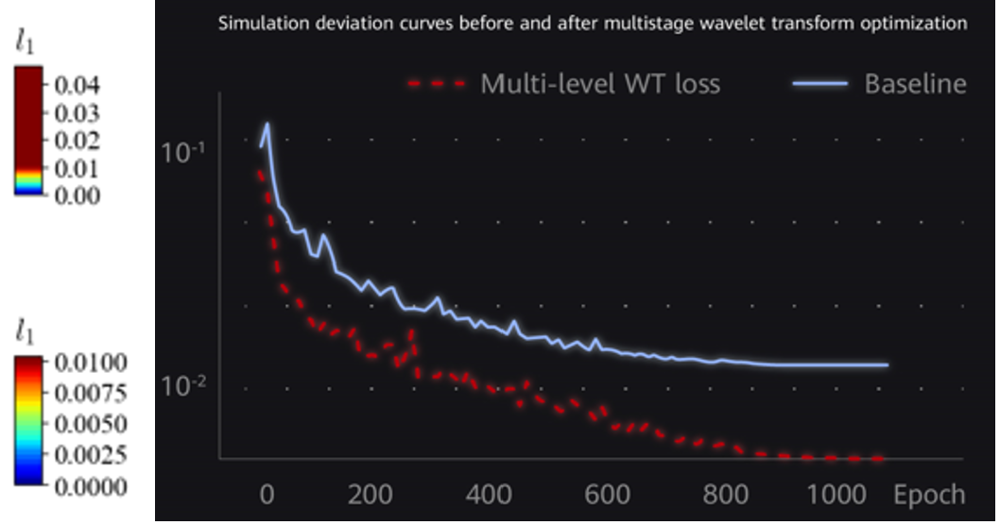 l₁
0.04
0.03
0.02
0.01
0.00
l₁
0.0100
0.0075
0.0050
0.0025
0.0000
Simulation deviation curves before and after multistage wavelet transform optimization
Multi-level WT loss Baseline
10⁻¹
10⁻²
0 200 400 600 800 1000 Epoch